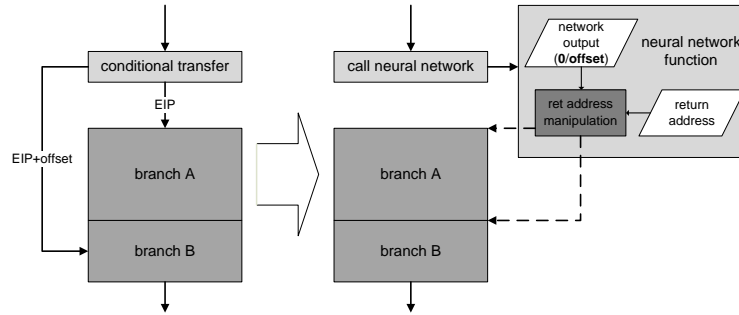 conditional transfer
EIP
EIP+offset
branch A
branch B
call neural network
branch A
branch B
network
output
(0/offset)
neural network
function
ret address
manipulation
return
address